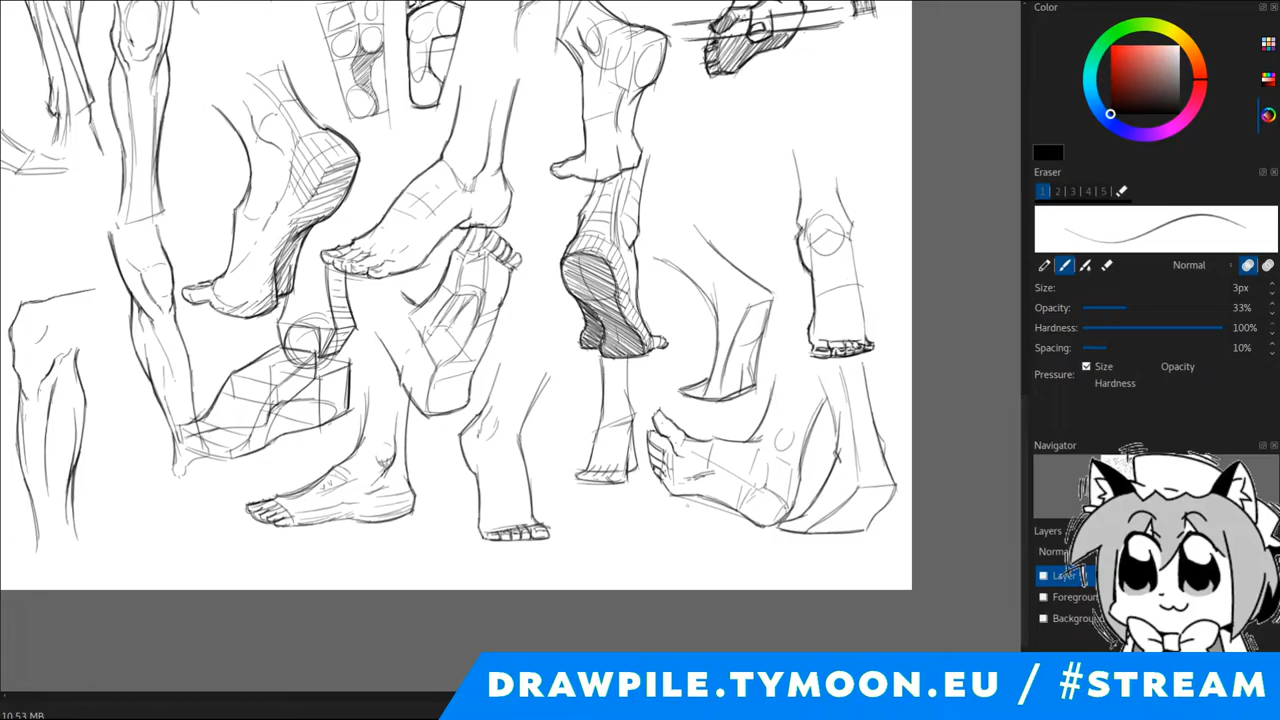 Color
Eraser
1 2 3 4 5
Normal
Size: 3px
Opacity: 33%
Hardness: 100%
Spacing: 10%
Pressure: Size Opacity
Hardness
Navigator
Layers
DRAWPILE.TYMOON.EU / #STREAM
10.53 MB